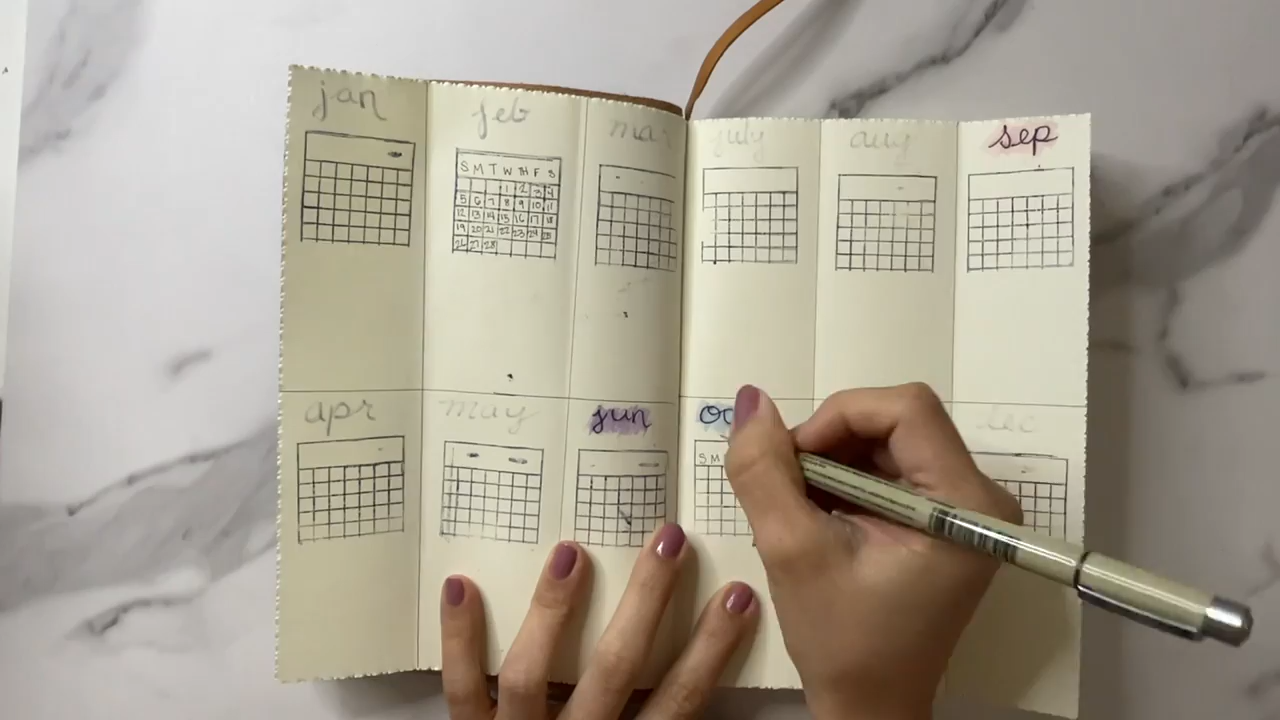 jan
feb
mar
july
aug
sep
S M T W TH F S
1 2 3 4
5 6 7 8 9 10 11
12 13 14 15 16 17 18
19 20 21 22 23 24 25
26 27 28
apr
may
jun
oc
dec
S M